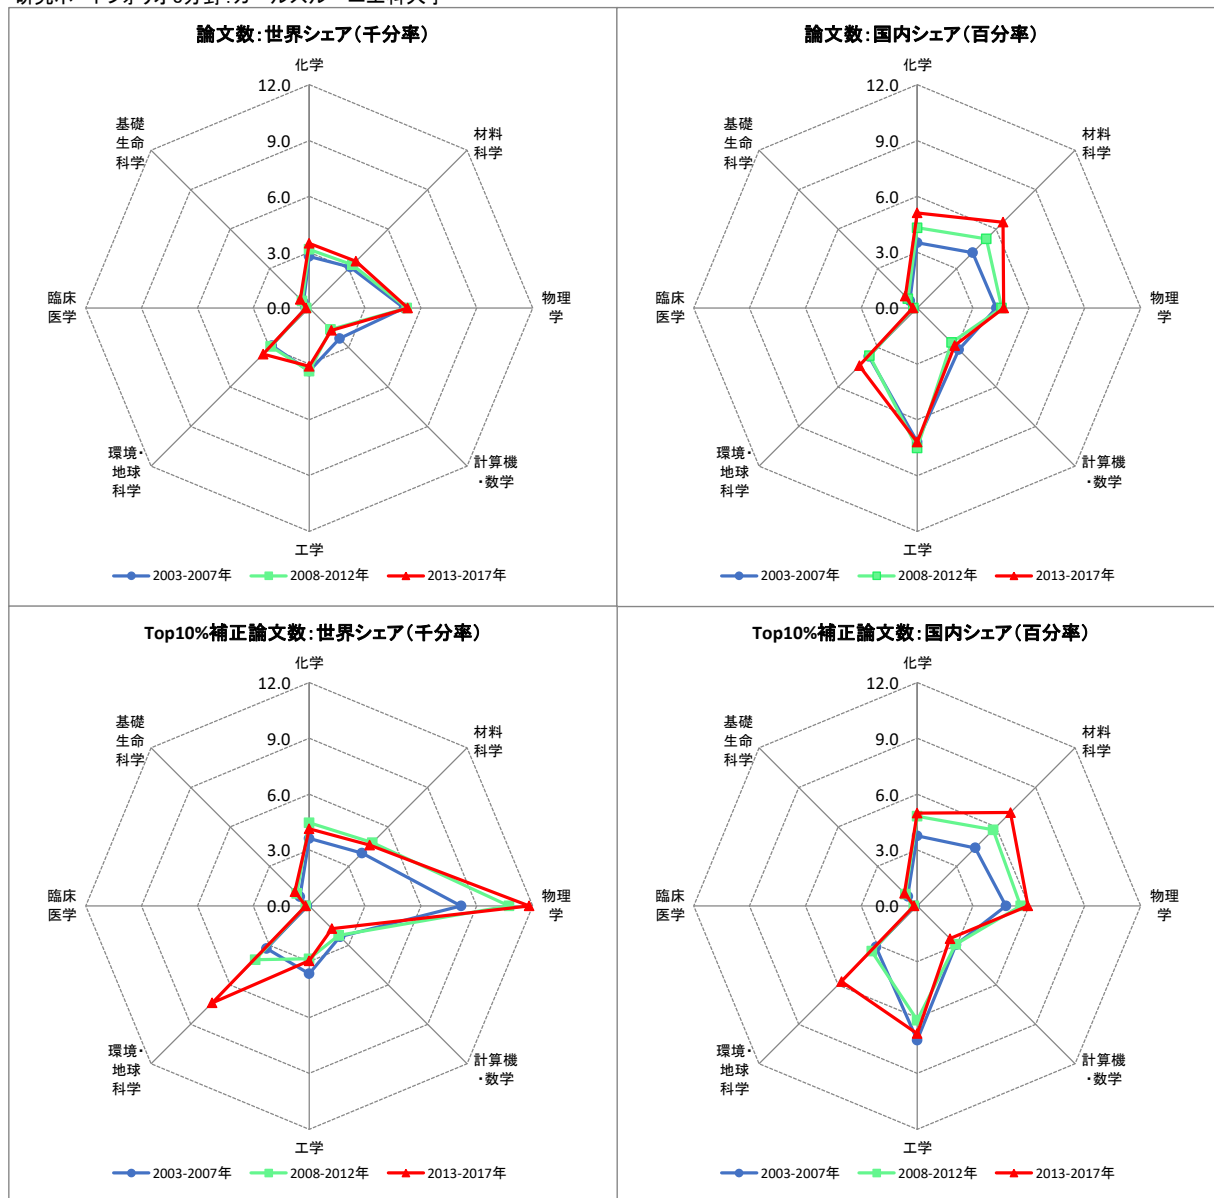 論文数：世界シェア（千分率）
化学
12.0
9.0
6.0
3.0
0.0
基礎
生命
科学
材料
科学
臨床
医学
物理
学
環境・
地球
科学
計算機
・数学
工学
2003-2007年
2008-2012年
2013-2017年
論文数：国内シェア（百分率）
化学
12.0
9.0
6.0
3.0
0.0
基礎
生命
科学
材料
科学
臨床
医学
物理
学
環境・
地球
科学
計算機
・数学
工学
2003-2007年
2008-2012年
2013-2017年
Top10%補正論文数：世界シェア（千分率）
化学
12.0
9.0
6.0
3.0
0.0
基礎
生命
科学
材料
科学
臨床
医学
物理
学
環境・
地球
科学
計算機
・数学
工学
2003-2007年
2008-2012年
2013-2017年
Top10%補正論文数：国内シェア（百分率）
化学
12.0
9.0
6.0
3.0
0.0
基礎
生命
科学
材料
科学
臨床
医学
物理
学
環境・
地球
科学
計算機
・数学
工学
2003-2007年
2008-2012年
2013-2017年